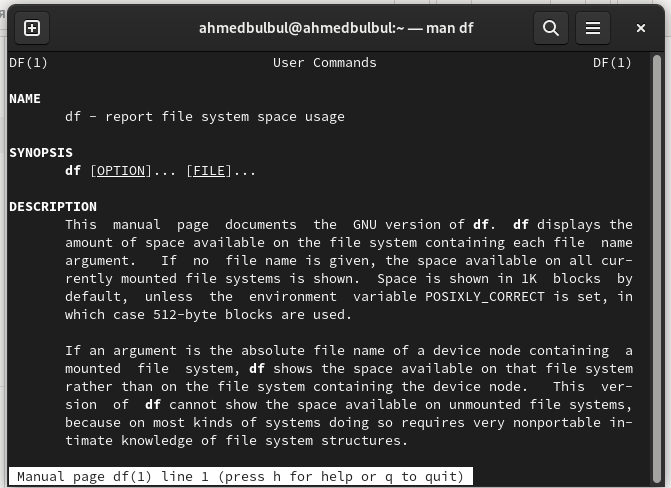 ahmedbulbul@ahmedbulbul:~ — man df
DF(1) User Commands DF(1)
NAME
df - report file system space usage
SYNOPSIS
df [OPTION]... [FILE]...
DESCRIPTION
This manual page documents the GNU version of df. df displays the
amount of space available on the file system containing each file name
argument. If no file name is given, the space available on all cur-
rently mounted file systems is shown. Space is shown in 1K blocks by
default, unless the environment variable POSIXLY_CORRECT is set, in
which case 512-byte blocks are used.
If an argument is the absolute file name of a device node containing a
mounted file system, df shows the space available on that file system
rather than on the file system containing the device node. This ver-
sion of df cannot show the space available on unmounted file systems,
because on most kinds of systems doing so requires very nonportable in-
timate knowledge of file system structures.
Manual page df(1) line 1 (press h for help or q to quit)